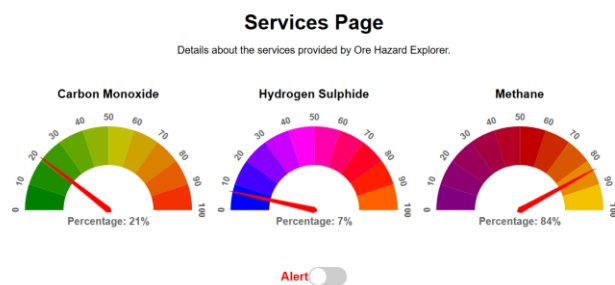 Services Page
Details about the services provided by Ore Hazard Explorer.
Carbon Monoxide
0 10 20 30 40 50 60 70 80 90 100
Percentage: 21%
Hydrogen Sulphide
0 10 20 30 40 50 60 70 80 90 100
Percentage: 7%
Methane
0 10 20 30 40 50 60 70 80 90 100
Percentage: 84%
Alert